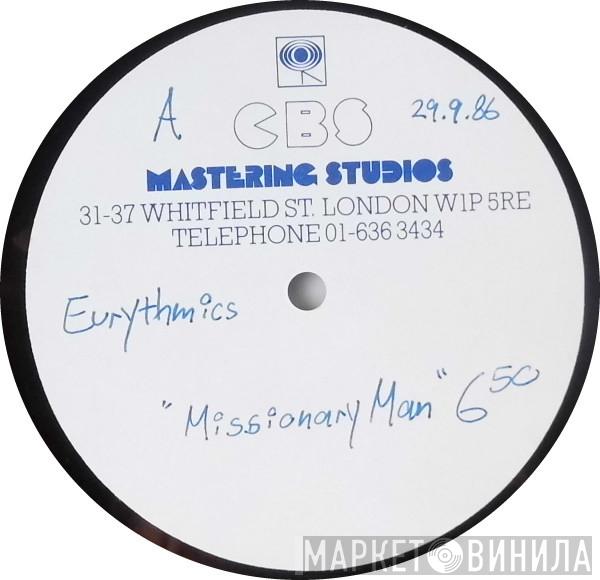 A
CBS
29.9.86
MASTERING STUDIOS
31-37 WHITFIELD ST. LONDON W1P 5RE
TELEPHONE 01-636 3434
Eurythmics
"Missionary Man" 6 50
МАРКЕТ ВИНИЛА